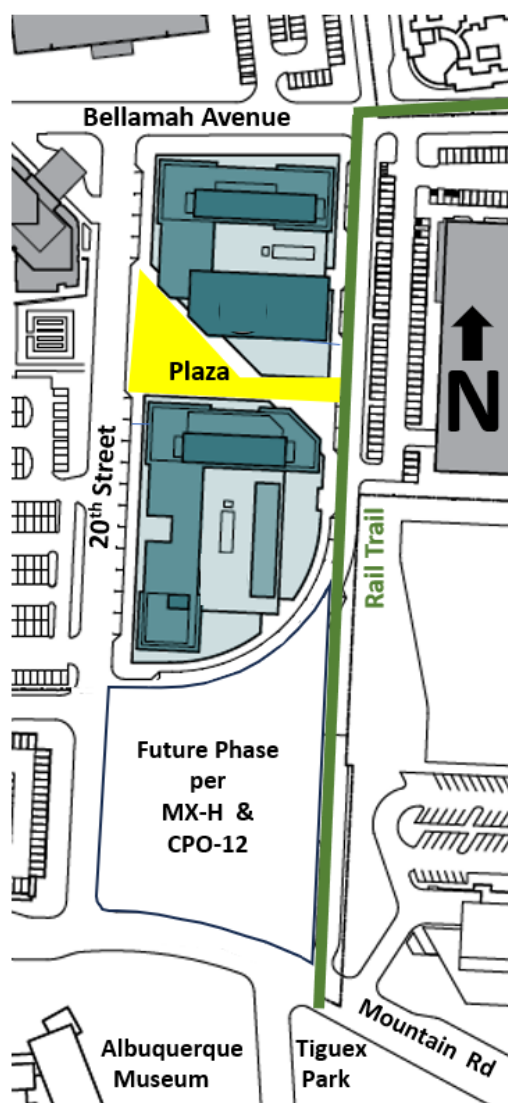 Bellamah Avenue
N
Plaza
20th Street
Rail Trail
Future Phase
per
MX-H &
CPO-12
Mountain Rd
Albuquerque
Museum
Tiguex
Park